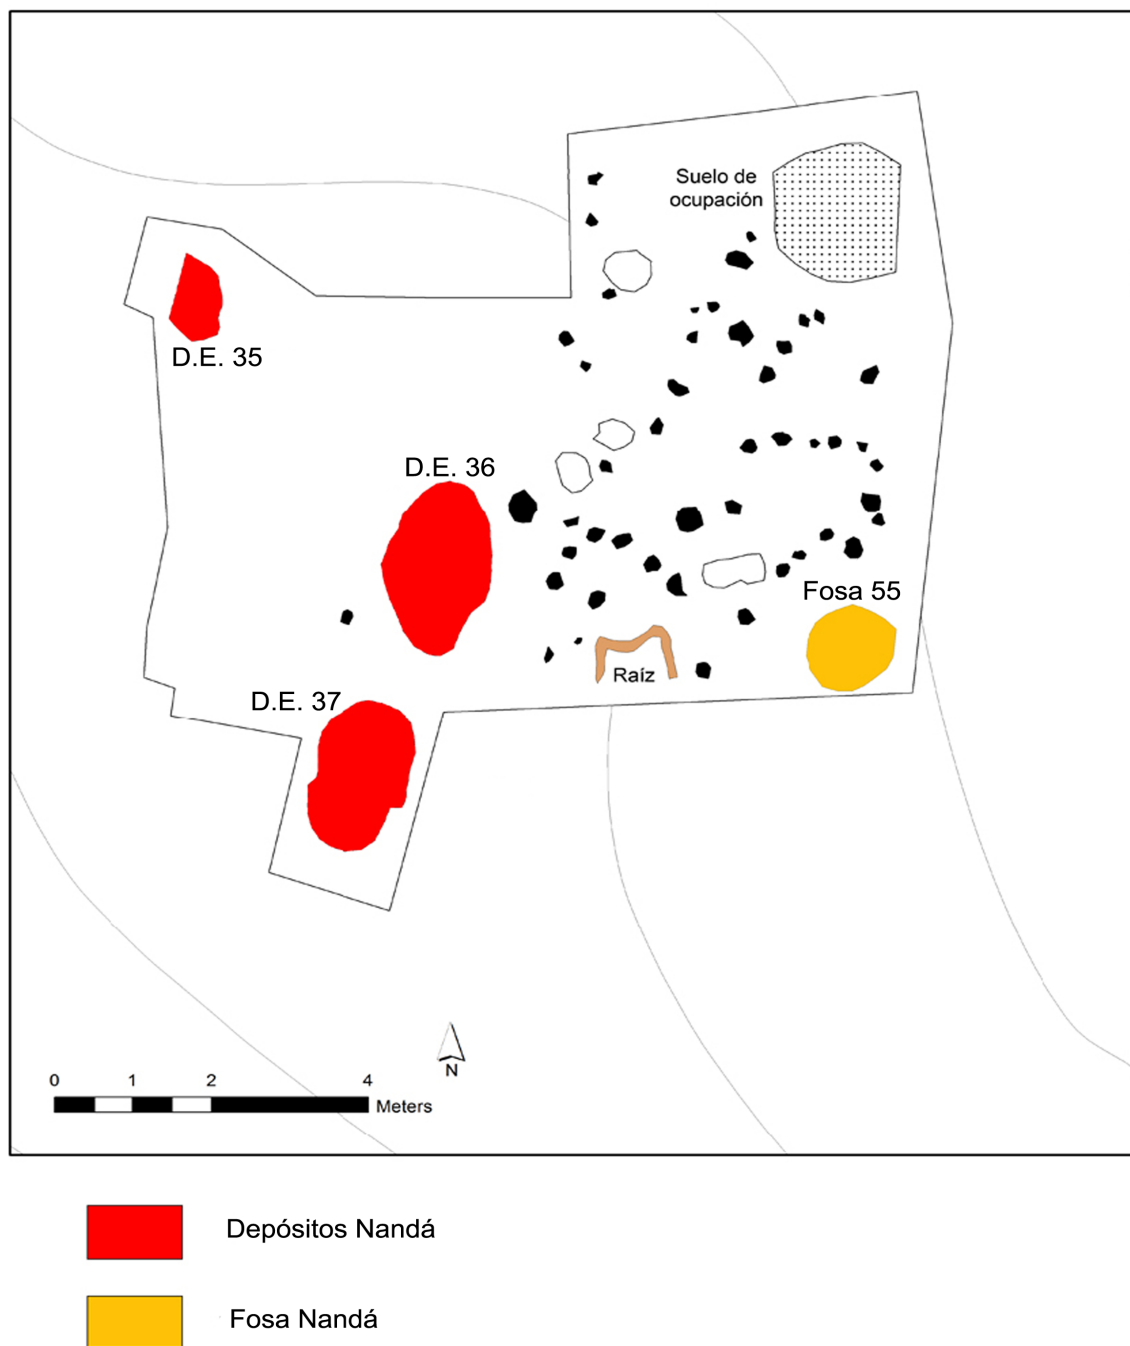 Suelo de
ocupación
D.E. 35
D.E. 36
Fosa 55
Raíz
D.E. 37
N
0 1 2 4
Meters
Depósitos Nandá
Fosa Nandá